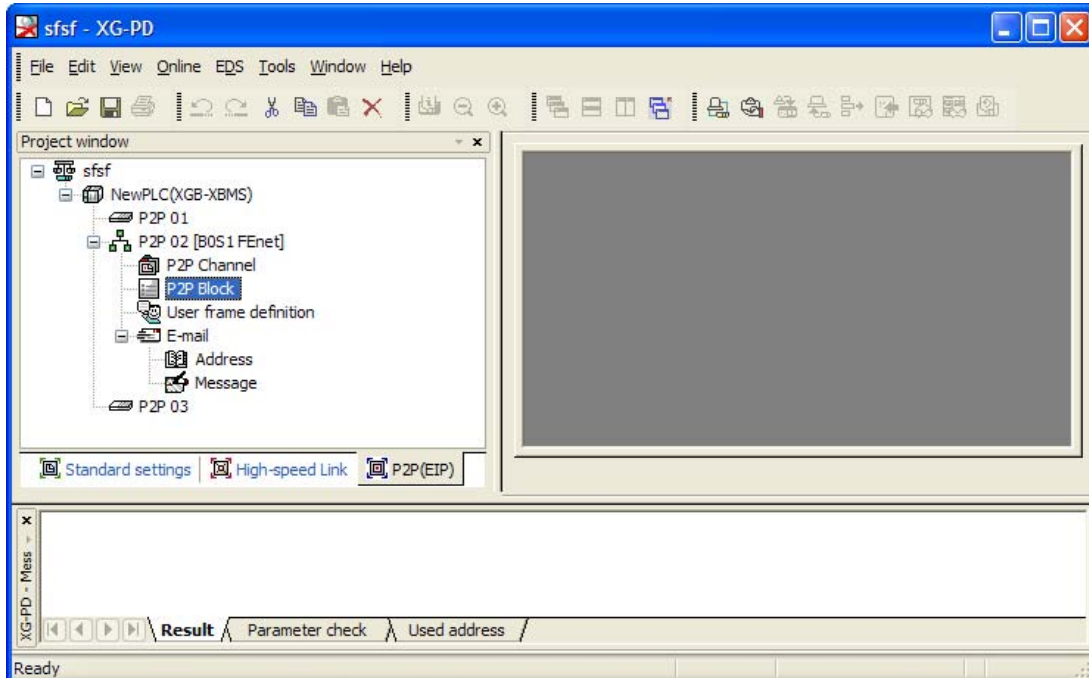 sfsf - XG-PD
File Edit View Online EDS Tools Window Help
Project window
sfsf
NewPLC(XGB-XBMS)
P2P 01
P2P 02 [B0S1 FEnet]
P2P Channel
P2P Block
User frame definition
E-mail
Address
Message
P2P 03
Standard settings High-speed Link P2P(EIP)
XG-PD - Mess
Result Parameter check Used address
Ready